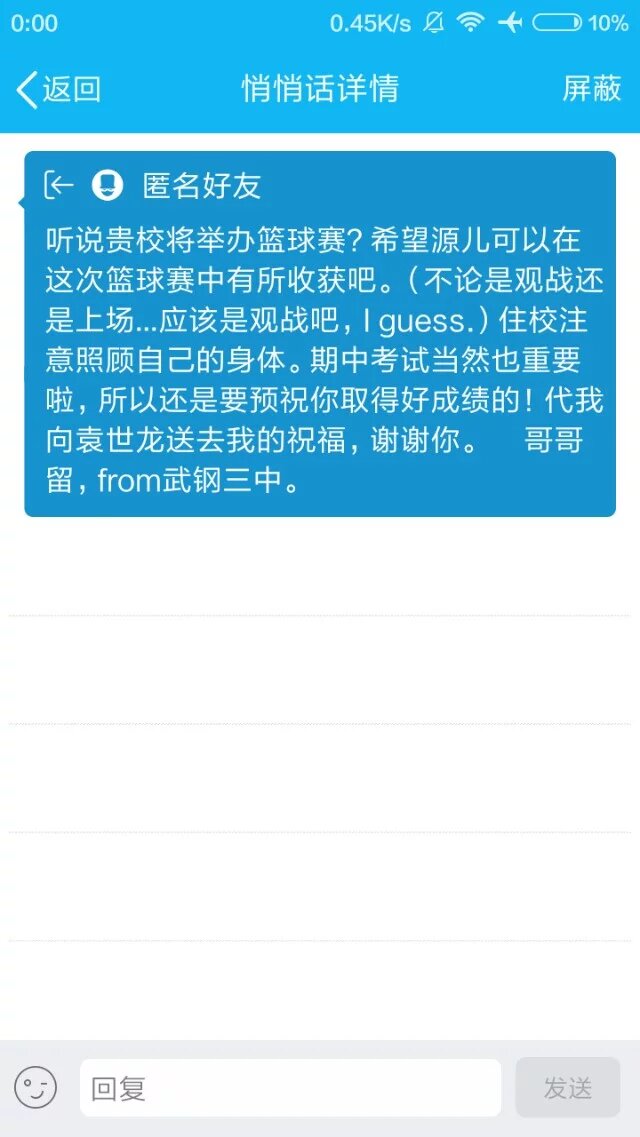 0:00 0.45K/s 10%
返回 悄悄话详情 屏蔽
匿名好友
听说贵校将举办篮球赛？希望源儿可以在
这次篮球赛中有所收获吧。（不论是观战还
是上场...应该是观战吧，I guess.）住校注
意照顾自己的身体。期中考试当然也重要
啦，所以还是要预祝你取得好成绩的！代我
向袁世龙送去我的祝福，谢谢你。 哥哥
留，from武钢三中。
回复 发送